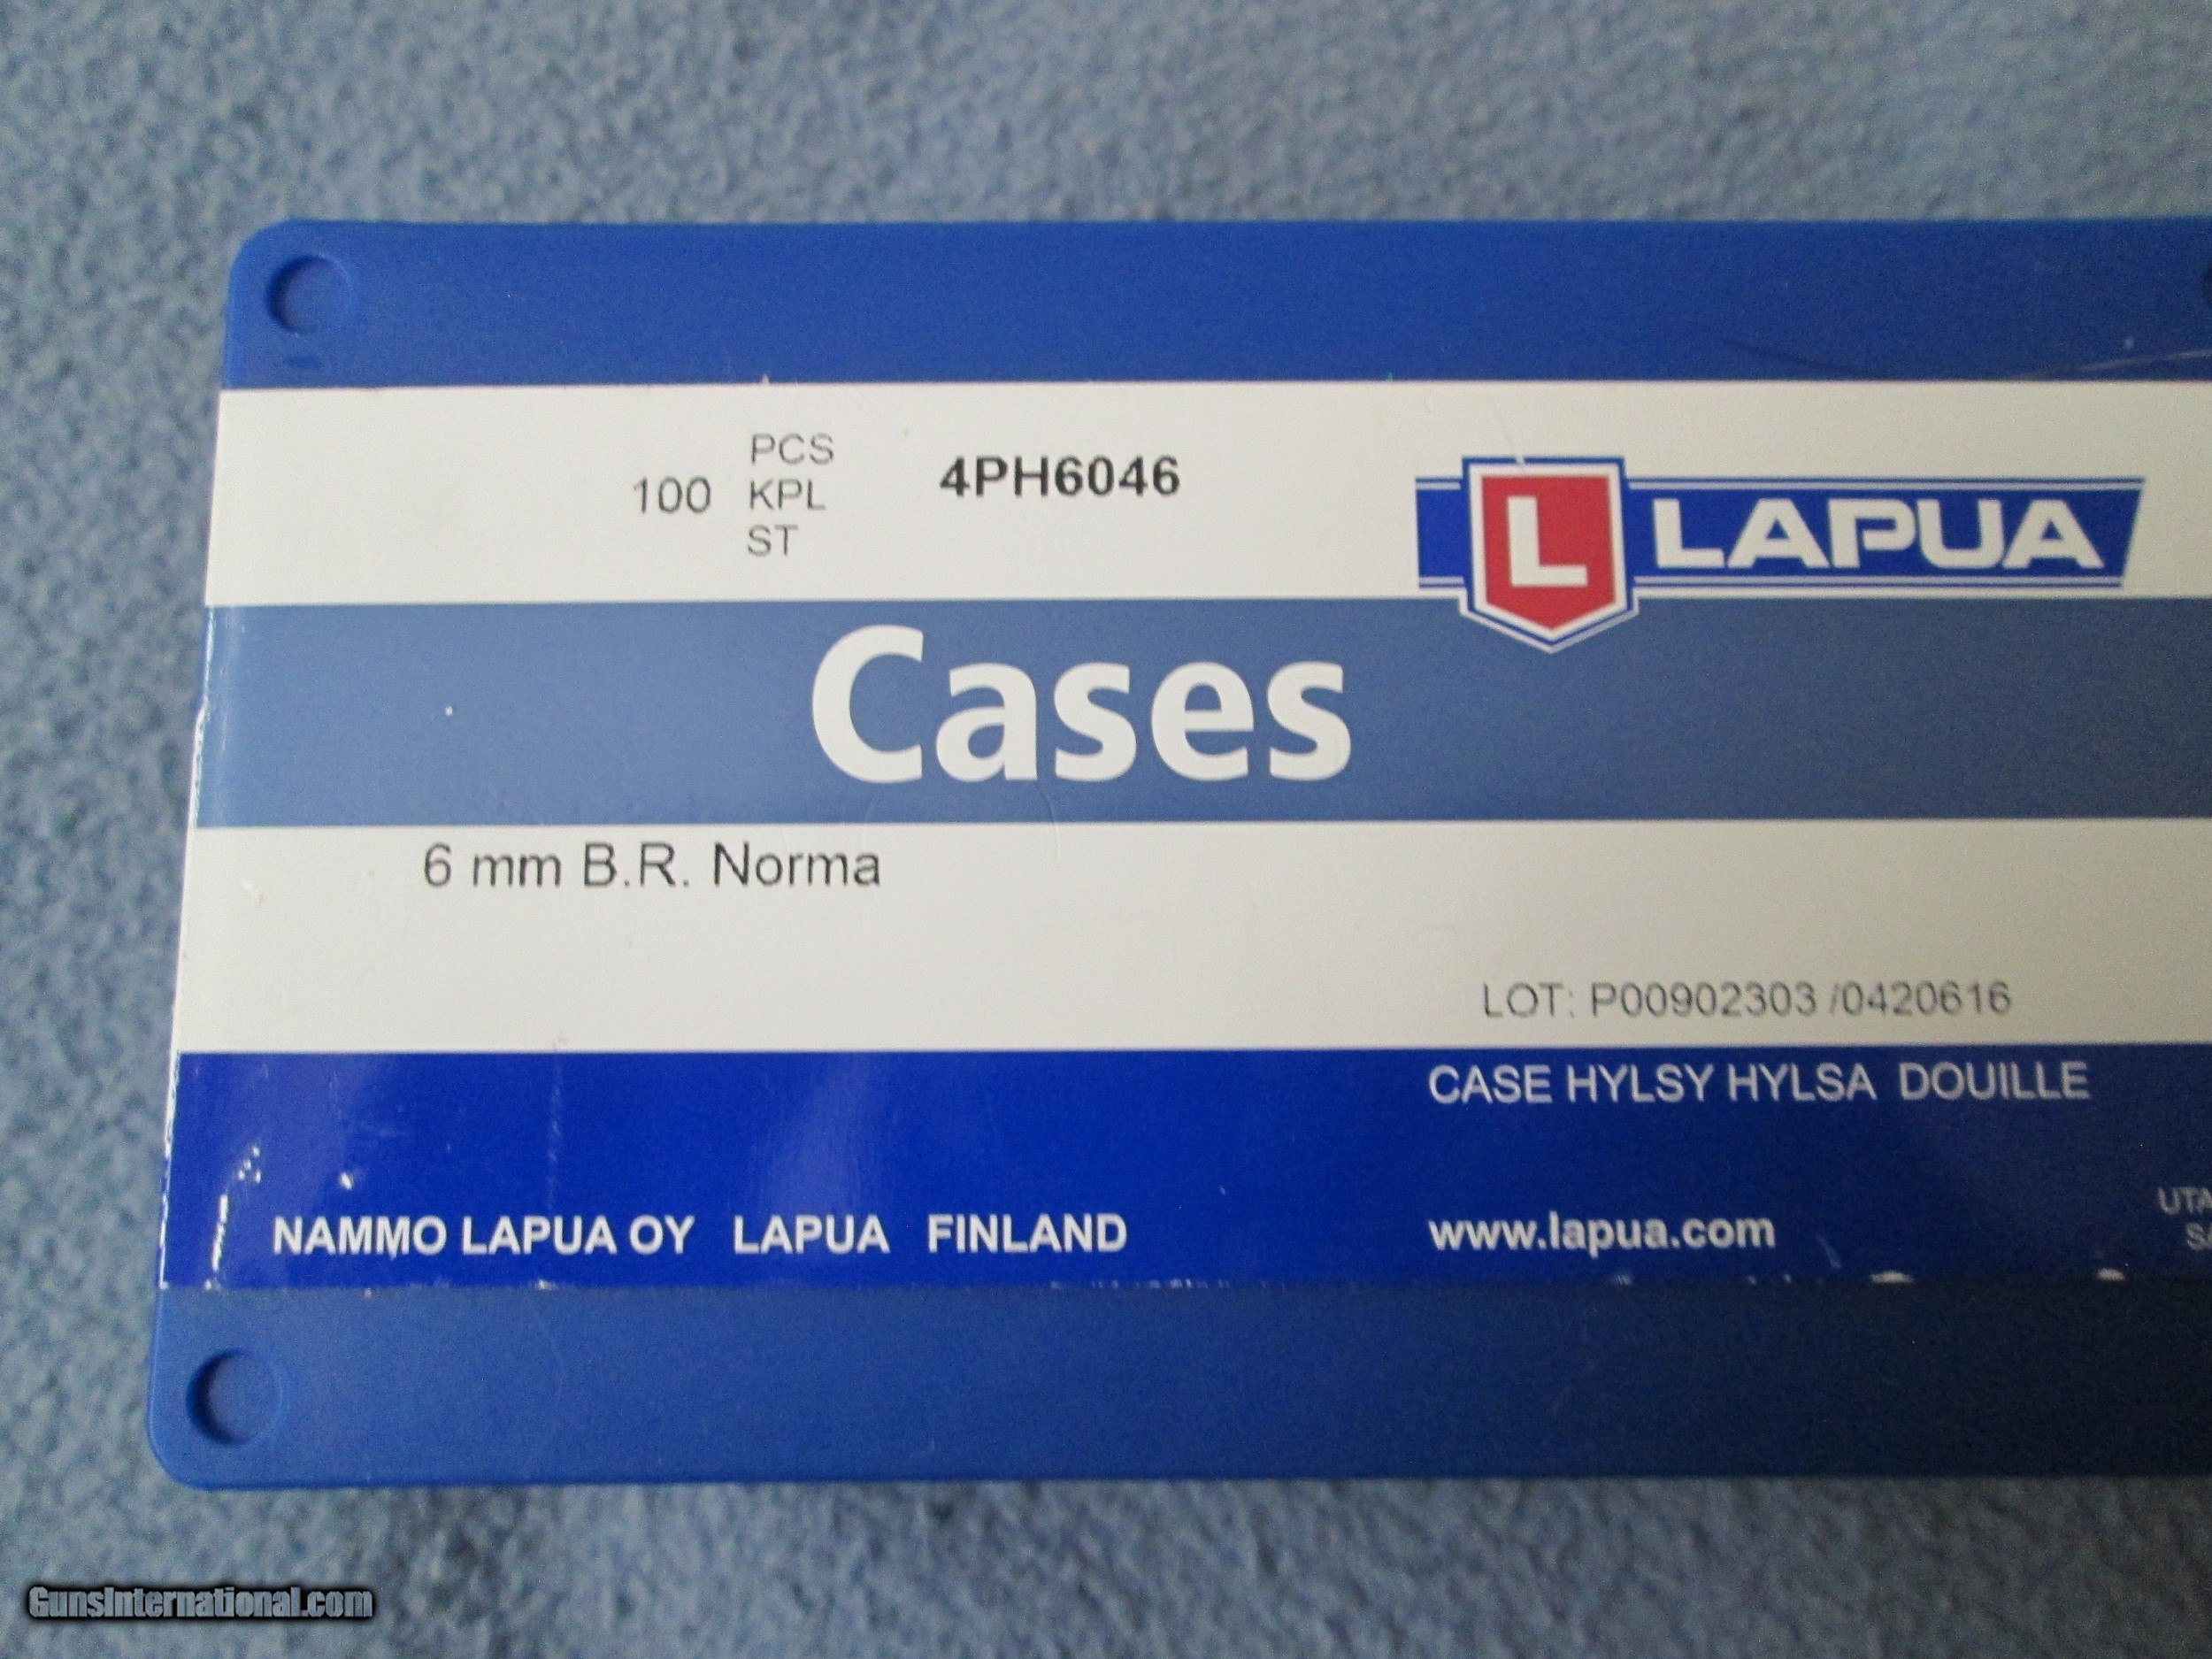 PCS
100 KPL
ST
4PH6046
L LAPUA
Cases
6 mm B.R. Norma
LOT: P00902303 /0420616
CASE HYLSY HYLSA DOUILLE
NAMMO LAPUA OY LAPUA FINLAND
www.lapua.com
GunsInternational.com